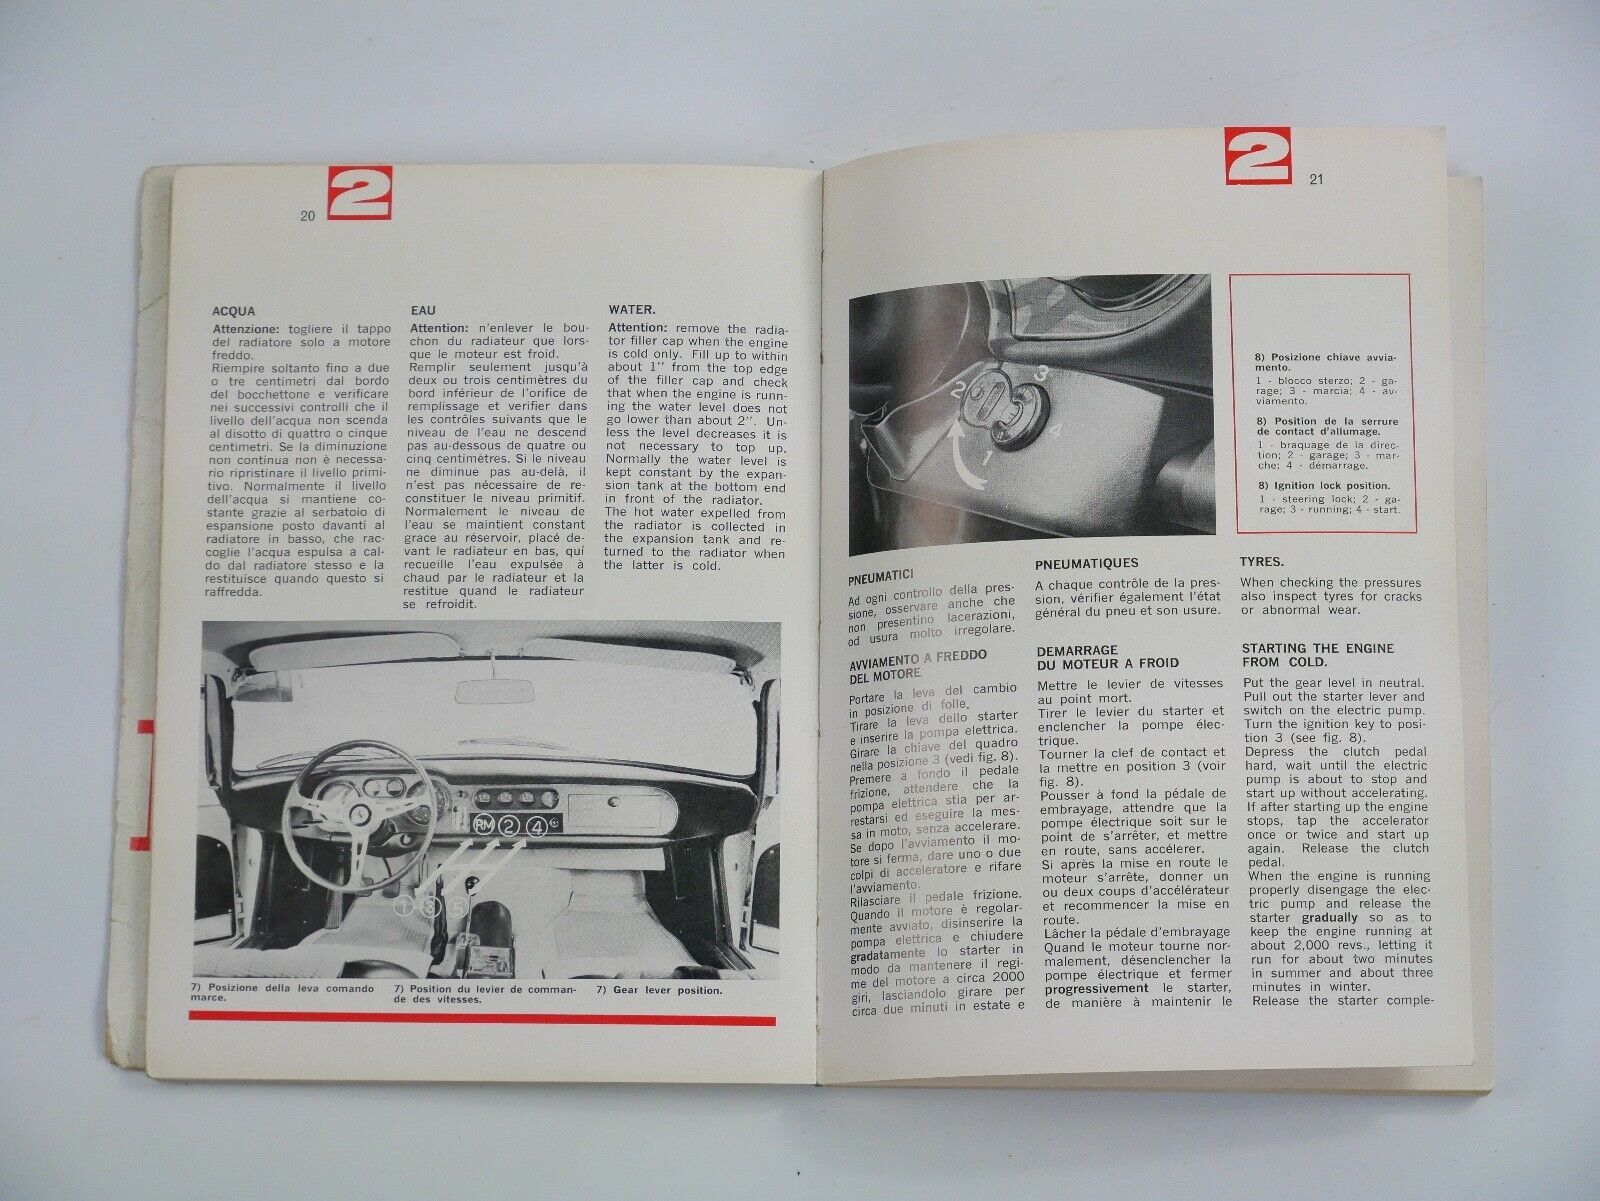 20
2
ACQUA
Attenzione: togliere il tappo
del radiatore solo a motore
freddo.
Riempire soltanto fino a due
o tre centimetri dal bordo
del bocchettone e verificare
nei successivi controlli che il
livello dell'acqua non scenda
al disotto di quattro o cinque
centimetri. Se la diminuzione
non continua non è necessa-
rio ripristinare il livello primi-
tivo. Normalmente il livello
dell'acqua si mantiene co-
stante grazie al serbatoio di
espansione posto davanti al
radiatore in basso, che rac-
coglie l'acqua espulsa a cal-
do dal radiatore stesso e la
restituisce quando questo si
raffredda.
EAU
Attention: n'enlever le bou-
chon du radiateur que lors-
que le moteur est froid.
Remplir seulement jusqu'à
deux ou trois centimètres du
bord inférieur de l'orifice de
remplissage et verifier dans
les contrôles suivants que le
niveau de l'eau ne descend
pas au-dessous de quatre ou
cinq centimètres. Si le niveau
ne diminue pas au-delà, il
n'est pas nécessaire de re-
constituer le niveau primitif.
Normalement le niveau de
l'eau se maintient constant
grace au réservoir, placé de-
vant le radiateur en bas, qui
recueille l'eau expulsée à
chaud par le radiateur et la
restitue quand le radiateur
se refroidit.
WATER.
Attention: remove the radia-
tor filler cap when the engine
is cold only. Fill up to within
about 1" from the top edge
of the filler cap and check
that when the engine is runn-
ing the water level does not
go lower than about 2". Un-
less the level decreases it is
not necessary to top up.
Normally the water level is
kept constant by the expan-
sion tank at the bottom end
in front of the radiator.
The hot water expelled from
the radiator is collected in
the expansion tank and re-
turned to the radiator when
the latter is cold.
RM 2 4
1 3 5
7) Posizione della leva comando
marce.
7) Position du levier de comman-
de des vitesses.
7) Gear lever position.
2
21
2 3
4
1
8) Posizione chiave avvia-
mento.
1 - blocco sterzo; 2 - ga-
rage; 3 - marcia; 4 - av-
viamento.
8) Position de la serrure
de contact d'allumage.
1 - braquage de la direc-
tion; 2 - garage; 3 - mar-
che; 4 - démarrage.
8) Ignition lock position.
1 - steering lock; 2 - ga-
rage; 3 - running; 4 - start.
PNEUMATICI
Ad ogni controllo della pres-
sione, osservare anche che
non presentino lacerazioni,
od usura molto irregolare.
AVVIAMENTO A FREDDO
DEL MOTORE
Portare la leva del cambio
in posizione di folle.
Tirare la leva dello starter
e inserire la pompa elettrica.
Girare la chiave del quadro
nella posizione 3 (vedi fig. 8).
Premere a fondo il pedale
frizione, attendere che la
pompa elettrica stia per ar-
restarsi ed eseguire la mes-
sa in moto, senza accelerare.
Se dopo l'avviamento il mo-
tore si ferma, dare uno o due
colpi di acceleratore e rifare
l'avviamento.
Rilasciare il pedale frizione.
Quando il motore è regolar-
mente avviato, disinserire la
pompa elettrica e chiudere
gradatamente lo starter in
modo da mantenere il regi-
me del motore a circa 2000
giri, lasciandolo girare per
circa due minuti in estate e
PNEUMATIQUES
A chaque contrôle de la pres-
sion, vérifier également l'état
général du pneu et son usure.
DEMARRAGE
DU MOTEUR A FROID
Mettre le levier de vitesses
au point mort.
Tirer le levier du starter et
enclencher la pompe élec-
trique.
Tourner la clef de contact et
la mettre en position 3 (voir
fig. 8).
Pousser à fond la pédale de
embrayage, attendre que la
pompe électrique soit sur le
point de s'arrêter, et mettre
en route, sans accélerer.
Si après la mise en route le
moteur s'arrête, donner un
ou deux coups d'accélérateur
et recommencer la mise en
route.
Lâcher la pédale d'embrayage
Quand le moteur tourne nor-
malement, désenclencher la
pompe électrique et fermer
progressivement le starter,
de manière à maintenir le
TYRES.
When checking the pressures
also inspect tyres for cracks
or abnormal wear.
STARTING THE ENGINE
FROM COLD.
Put the gear level in neutral.
Pull out the starter lever and
switch on the electric pump.
Turn the ignition key to posi-
tion 3 (see fig. 8).
Depress the clutch pedal
hard, wait until the electric
pump is about to stop and
start up without accelerating.
If after starting up the engine
stops, tap the accelerator
once or twice and start up
again. Release the clutch
pedal.
When the engine is running
properly disengage the elec-
tric pump and release the
starter gradually so as to
keep the engine running at
about 2,000 revs., letting it
run for about two minutes
in summer and about three
minutes in winter.
Release the starter comple-